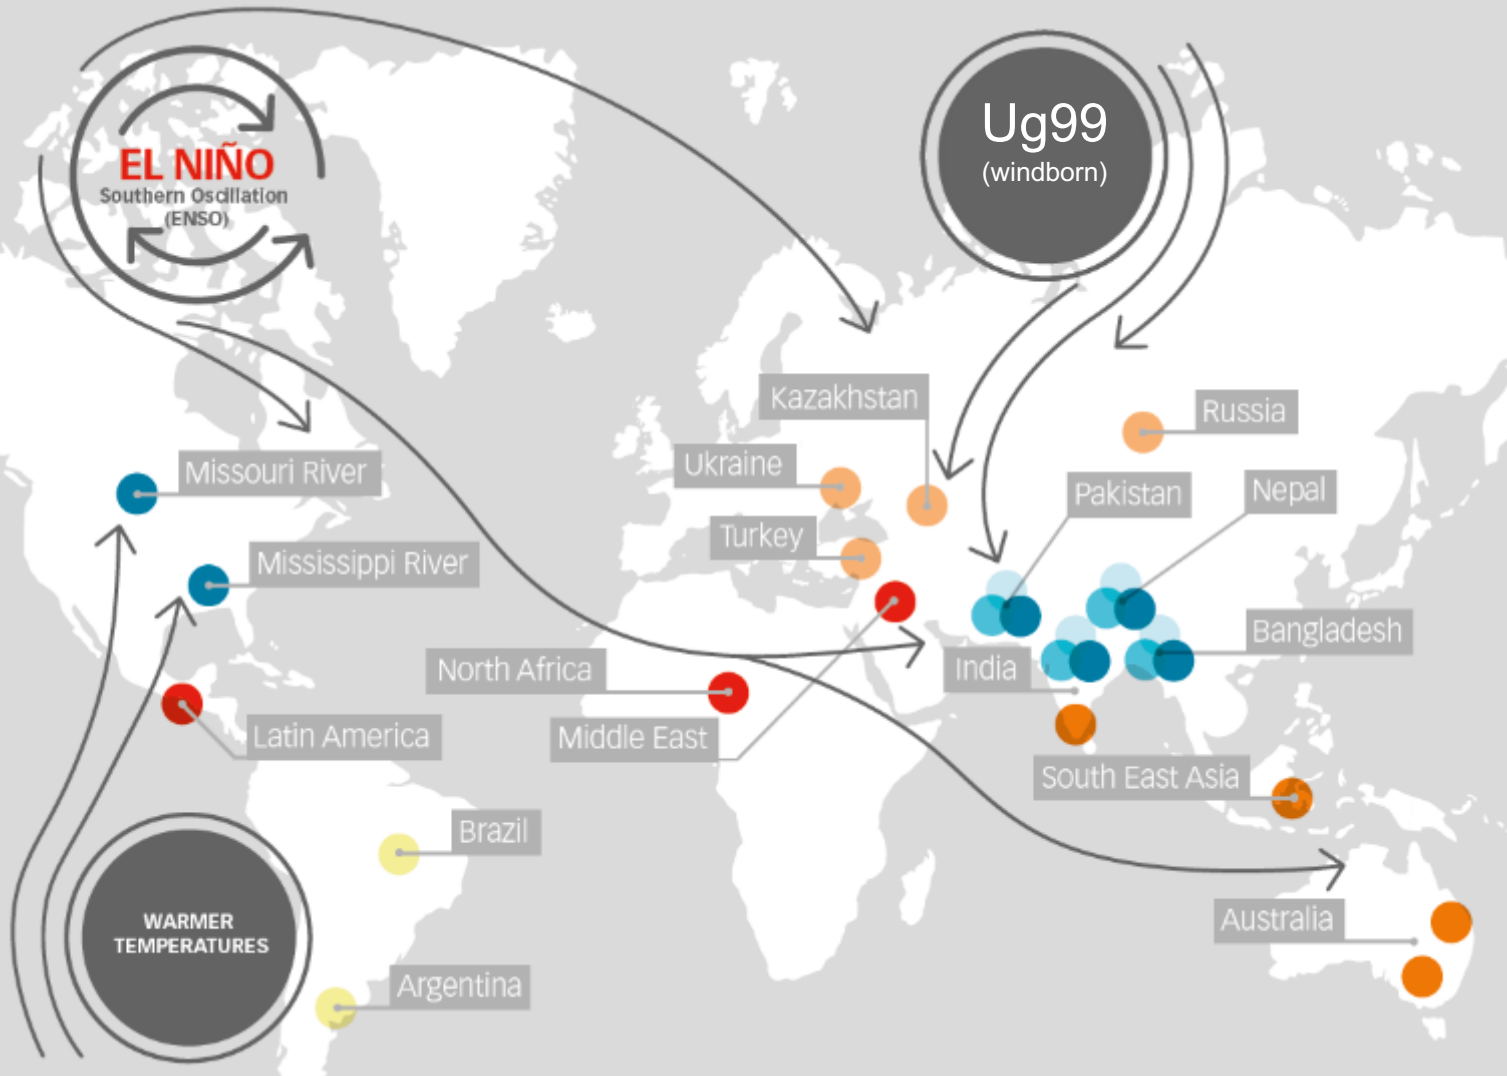 Ug99
(windborn)
EL NIÑO
Southern Oscillation
(ENSO)
Kazakhstan
Russia
Missouri River
Ukraine
Pakistan
Nepal
Turkey
Mississippi River
Bangladesh
North Africa
India
Latin America
Middle East
South East Asia
Brazil
WARMER
TEMPERATURES
Australia
Argentina